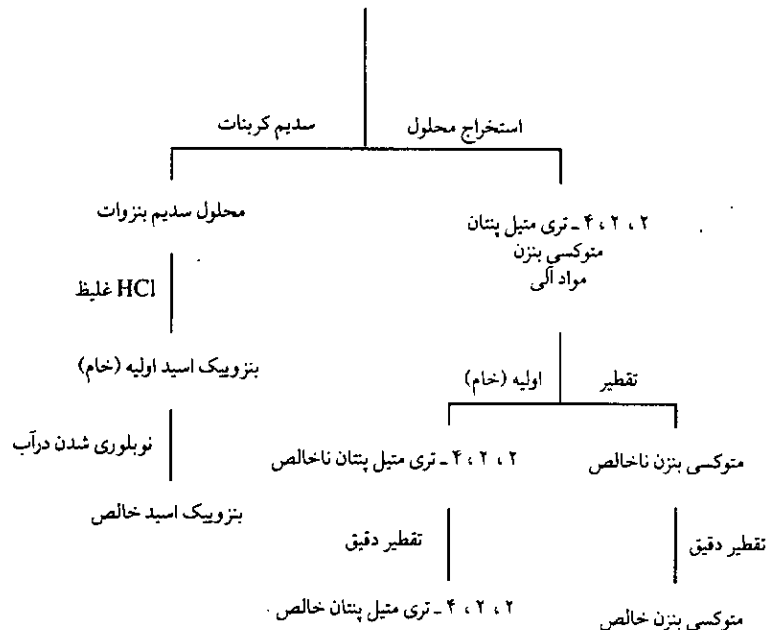 استخراج محلول
سدیم کربنات
۲ ، ۲ ، ۴ ـ تری متیل پنتان
متوکسی بنزن
مواد آلی
محلول سدیم بنزوات
HCl غلیظ
بنزوییک اسید اولیه (خام)
نوبلوری شدن درآب
بنزوییک اسید خالص
تقطیر
اولیه (خام)
متوکسی بنزن ناخالص
۲ ، ۲ ، ۴ ـ تری متیل پنتان ناخالص
تقطیر دقیق
تقطیر دقیق
متوکسی بنزن خالص
۲ ، ۲ ، ۴ ـ تری متیل پنتان خالص